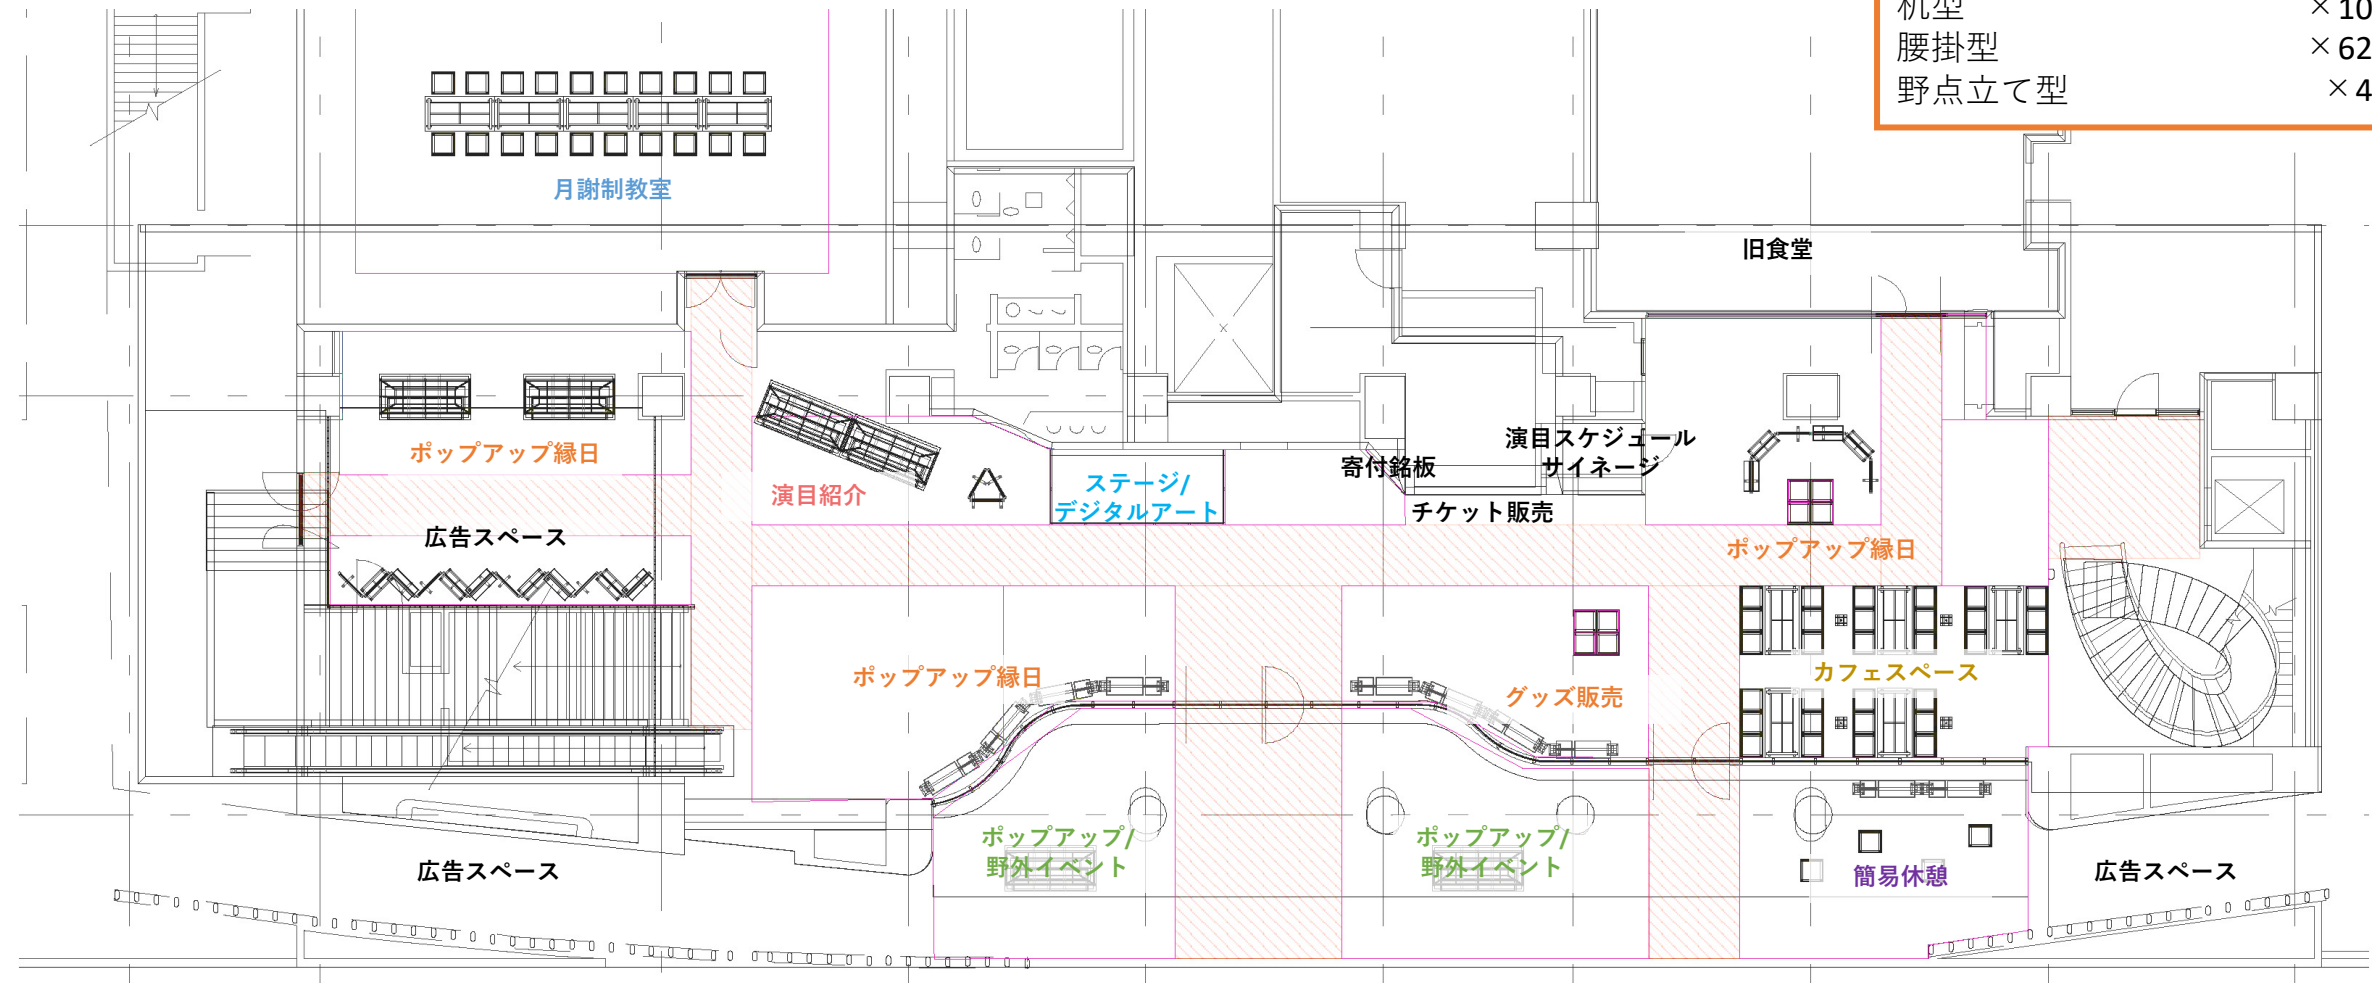 机型 ×10
腰掛型 ×62
野点立て型 ×4
月謝制教室
旧食堂
ポップアップ縁日
演目紹介
ステージ/
デジタルアート
寄付銘板
演目スケジュール
サイネージ
チケット販売
広告スペース
ポップアップ縁日
ポップアップ縁日
グッズ販売
カフェスペース
ポップアップ/
野外イベント
ポップアップ/
野外イベント
簡易休憩
広告スペース
広告スペース